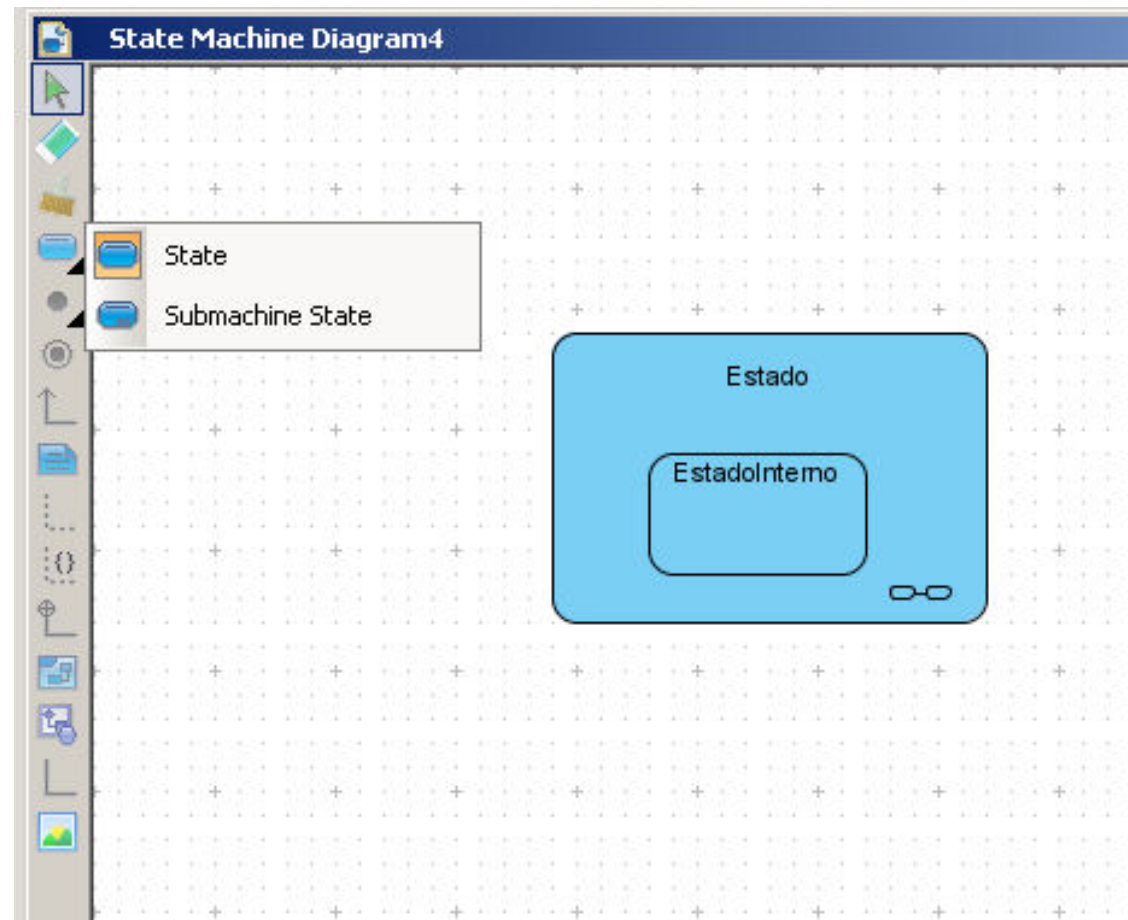 State Machine Diagram4
State
Submachine State
Estado
EstadoInterno